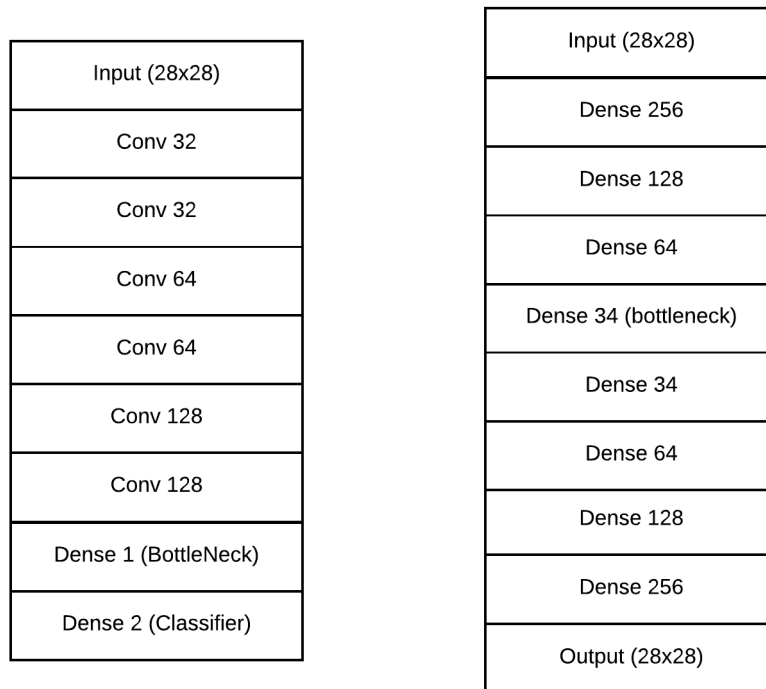 Input (28x28)
Conv 32
Conv 32
Conv 64
Conv 64
Conv 128
Conv 128
Dense 1 (BottleNeck)
Dense 2 (Classifier)
Input (28x28)
Dense 256
Dense 128
Dense 64
Dense 34 (bottleneck)
Dense 34
Dense 64
Dense 128
Dense 256
Output (28x28)